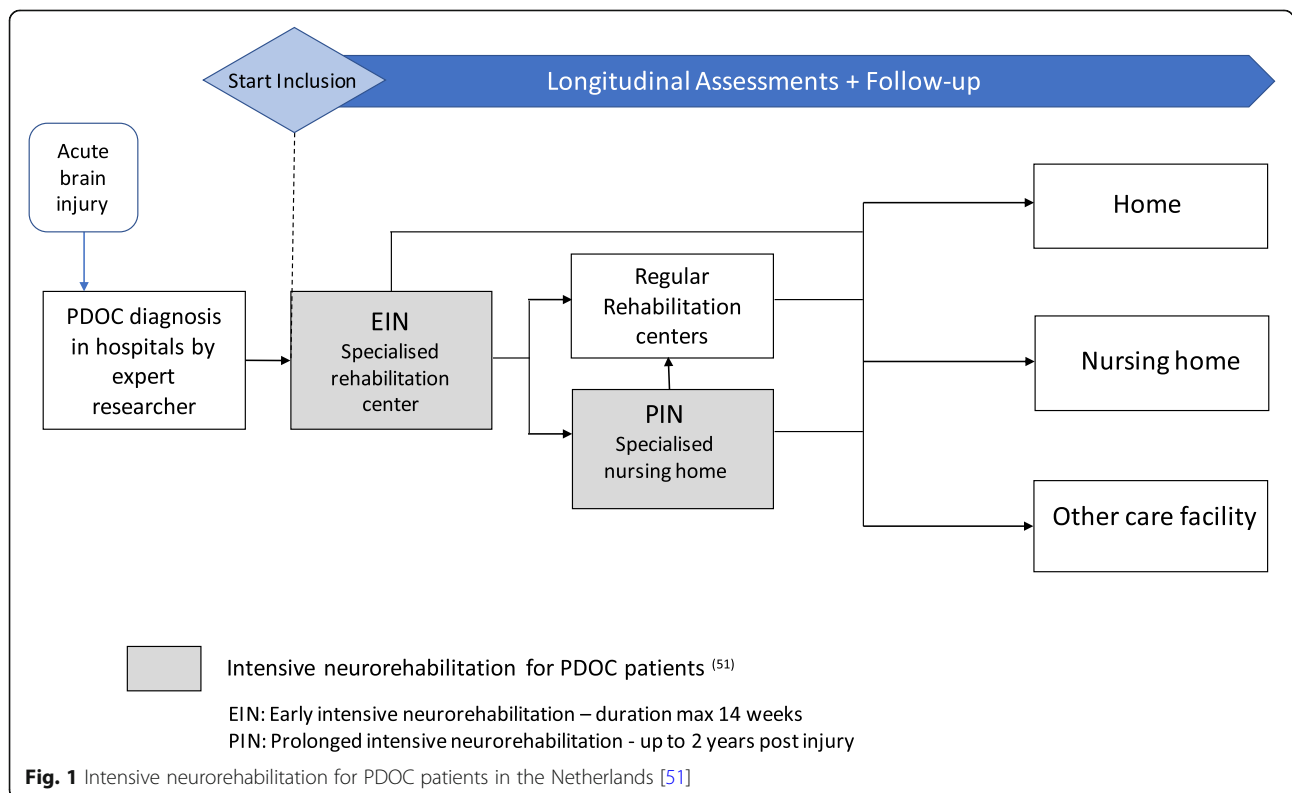 Start Inclusion
Longitudinal Assessments + Follow-up
Acute
brain
injury
PDOC diagnosis
in hospitals by
expert
researcher
EIN
Specialised
rehabilitation
center
Regular
Rehabilitation
centers
PIN
Specialised
nursing home
Home
Nursing home
Other care facility
Intensive neurorehabilitation for PDOC patients (51)
EIN: Early intensive neurorehabilitation – duration max 14 weeks
PIN: Prolonged intensive neurorehabilitation - up to 2 years post injury
Fig. 1 Intensive neurorehabilitation for PDOC patients in the Netherlands [51]